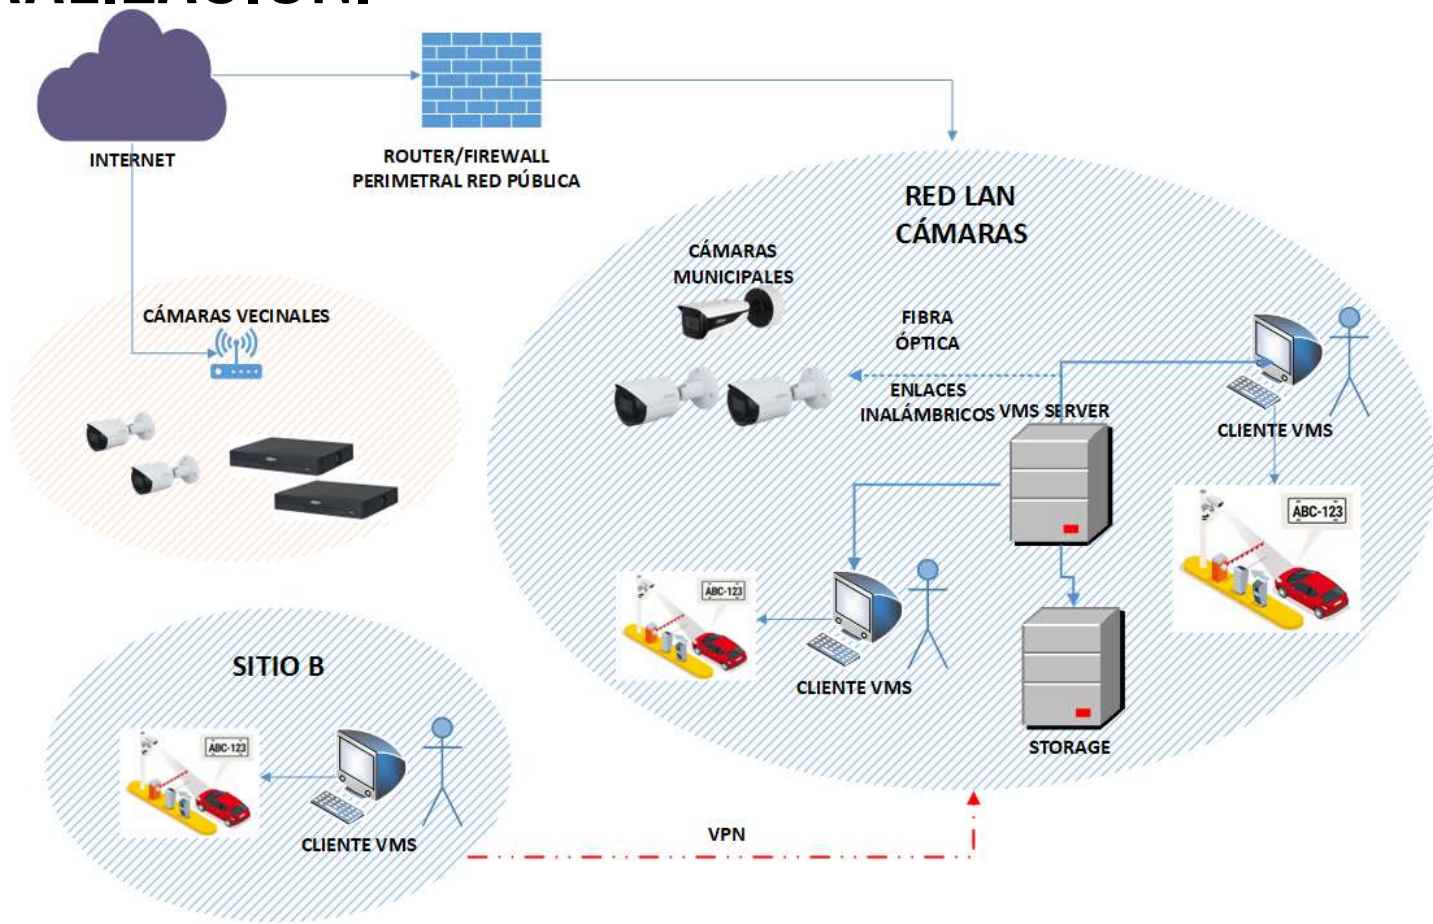 INTERNET
ROUTER/FIREWALL
PERIMETRAL RED PÚBLICA
RED LAN
CÁMARAS
CÁMARAS
MUNICIPALES
CÁMARAS VECINALES
FIBRA
ÓPTICA
ENLACES
INALÁMBRICOS
VMS SERVER
CLIENTE VMS
ABC-123
ABC-123
CLIENTE VMS
STORAGE
SITIO B
ABC-123
CLIENTE VMS
VPN